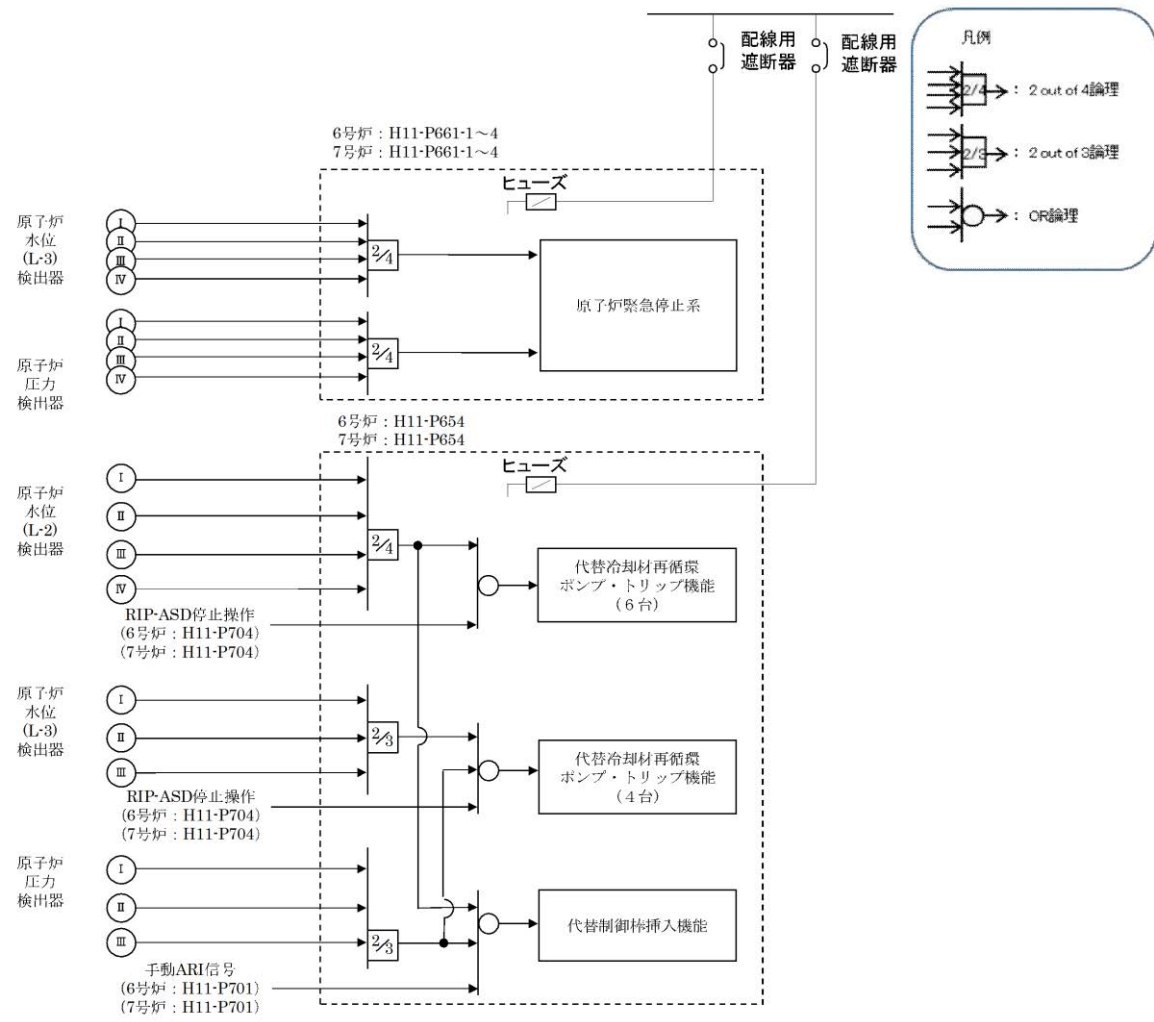 配線用
遮断器
配線用
遮断器
凡例
2/4
： 2 out of 4論理
2/3
： 2 out of 3論理
： OR論理
6号炉：H11-P661-1～4
7号炉：H11-P661-1～4
ヒューズ
原子炉
水位
(L-3)
検出器
I
II
III
IV
2/4
原子炉緊急停止系
原子炉
圧力
検出器
I
II
III
IV
2/4
6号炉：H11-P654
7号炉：H11-P654
ヒューズ
原子炉
水位
(L-2)
検出器
I
II
III
IV
2/4
代替冷却材再循環
ポンプ・トリップ機能
（6台）
RIP-ASD停止操作
(6号炉：H11-P704)
(7号炉：H11-P704)
原子炉
水位
(L-3)
検出器
I
II
III
2/3
代替冷却材再循環
ポンプ・トリップ機能
（4台）
RIP-ASD停止操作
(6号炉：H11-P704)
(7号炉：H11-P704)
原子炉
圧力
検出器
I
II
III
2/3
代替制御棒挿入機能
手動ARI信号
(6号炉：H11-P701)
(7号炉：H11-P701)